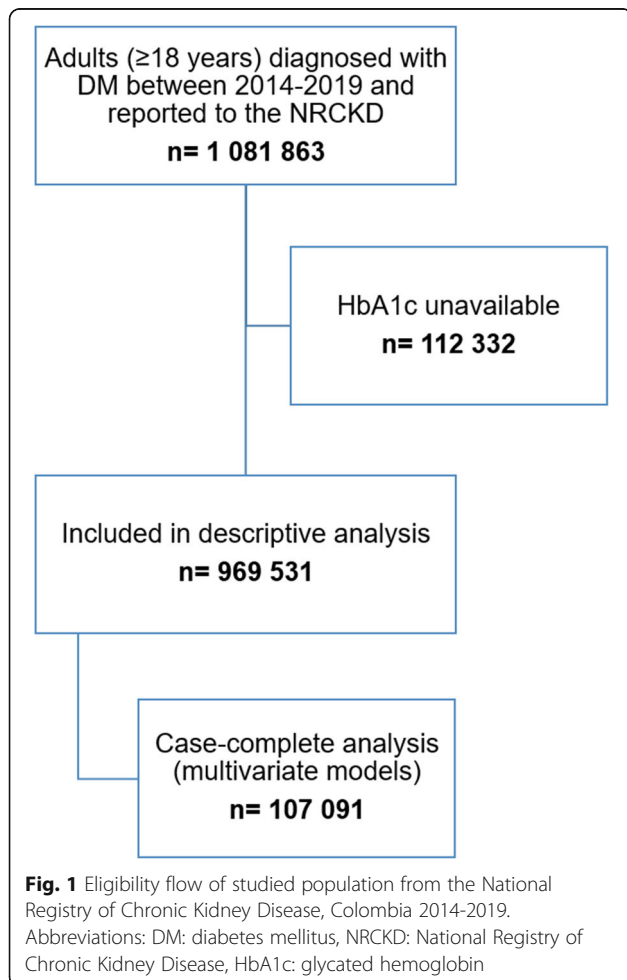 Adults (≥18 years) diagnosed with
DM between 2014-2019 and
reported to the NRCKD
n= 1 081 863
HbA1c unavailable
n= 112 332
Included in descriptive analysis
n= 969 531
Case-complete analysis
(multivariate models)
n= 107 091
Fig. 1 Eligibility flow of studied population from the National
Registry of Chronic Kidney Disease, Colombia 2014-2019.
Abbreviations: DM: diabetes mellitus, NRCKD: National Registry of
Chronic Kidney Disease, HbA1c: glycated hemoglobin